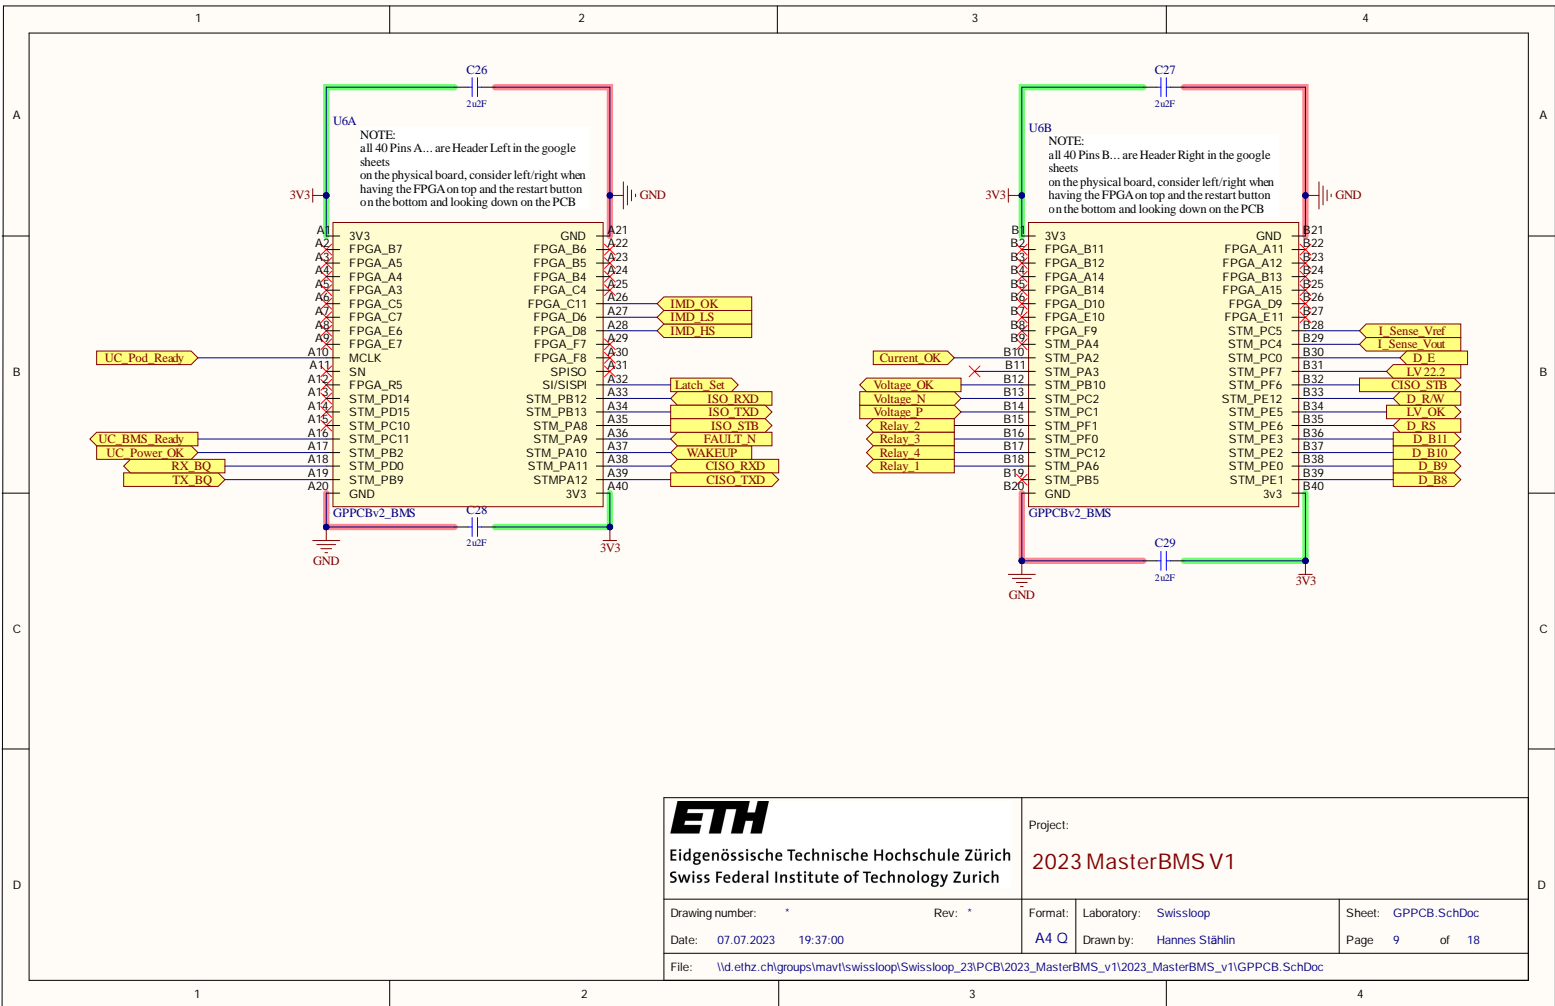 1 2 3 4
A
B
C
D
A
B
C
D
C26
2u2F
U6A
NOTE:
all 40 Pins A... are Header Left in the google
sheets
on the physical board, consider left/right when
having the FPGA on top and the restart button
on the bottom and looking down on the PCB
3V3
GND
A1 3V3 GND A21
A2 FPGA_B7 FPGA_B6 A22
A3 FPGA_A5 FPGA_B5 A23
A4 FPGA_A4 FPGA_B4 A24
A5 FPGA_A3 FPGA_C4 A25
A6 FPGA_C5 FPGA_C11 A26 IMD_OK
A7 FPGA_C7 FPGA_D6 A27 IMD_LS
A8 FPGA_E6 FPGA_D8 A28 IMD_HS
A9 FPGA_E7 FPGA_F7 A29
UC_Pod_Ready A10 MCLK FPGA_F8 A30
A11 SN SPISO A31
A12 FPGA_R5 SI/SISPI A32 Latch_Set
A13 STM_PD14 STM_PB12 A33 ISO_RXD
A14 STM_PD15 STM_PB13 A34 ISO_TXD
A15 STM_PC10 STM_PA8 A35 ISO_STB
UC_BMS_Ready A16 STM_PC11 STM_PA9 A36 FAULT_N
UC_Power_OK A17 STM_PB2 STM_PA10 A37 WAKEUP
RX_BQ A18 STM_PD0 STM_PA11 A38 CISO_RXD
TX_BQ A19 STM_PB9 STMPA12 A39 CISO_TXD
A20 GND 3V3 A40
GPPCBv2_BMS
C28
2u2F
GND
3V3
C27
2u2F
U6B
NOTE:
all 40 Pins B... are Header Right in the google
sheets
on the physical board, consider left/right when
having the FPGA on top and the restart button
on the bottom and looking down on the PCB
3V3
GND
B1 3V3 GND B21
B2 FPGA_B11 FPGA_A11 B22
B3 FPGA_B12 FPGA_A12 B23
B4 FPGA_A14 FPGA_B13 B24
B5 FPGA_B14 FPGA_A15 B25
B6 FPGA_D10 FPGA_D9 B26
B7 FPGA_E10 FPGA_E11 B27
B8 FPGA_F9 STM_PC5 B28 I_Sense_Vref
B9 STM_PA4 STM_PC4 B29 I_Sense_Vout
Current_OK B10 STM_PA2 STM_PC0 B30 D_E
B11 STM_PA3 STM_PF7 B31 LV 22.2
Voltage_OK B12 STM_PB10 STM_PF6 B32 CISO_STB
Voltage_N B13 STM_PC2 STM_PE12 B33 D_R/W
Voltage_P B14 STM_PC1 STM_PE5 B34 LV_OK
Relay_2 B15 STM_PF1 STM_PE6 B35 D_RS
Relay_3 B16 STM_PF0 STM_PE3 B36 D_B11
Relay_4 B17 STM_PC12 STM_PE2 B37 D_B10
Relay_1 B18 STM_PA6 STM_PE0 B38 D_B9
B19 STM_PB5 STM_PE1 B39 D_B8
B20 GND 3v3 B40
GPPCBv2_BMS
C29
2u2F
GND
3V3
ETH
Eidgenössische Technische Hochschule Zürich
Swiss Federal Institute of Technology Zurich
Project:
2023 MasterBMS V1
Drawing number: * Rev: *
Date: 07.07.2023 19:37:00
Format:
A4 Q
Laboratory: Swissloop
Drawn by: Hannes Stählin
Sheet: GPPCB.SchDoc
Page 9 of 18
File: \\d.ethz.ch\groups\mavt\swissloop\Swissloop_23\PCB\2023_MasterBMS_v1\2023_MasterBMS_v1\GPPCB.SchDoc
1 2 3 4